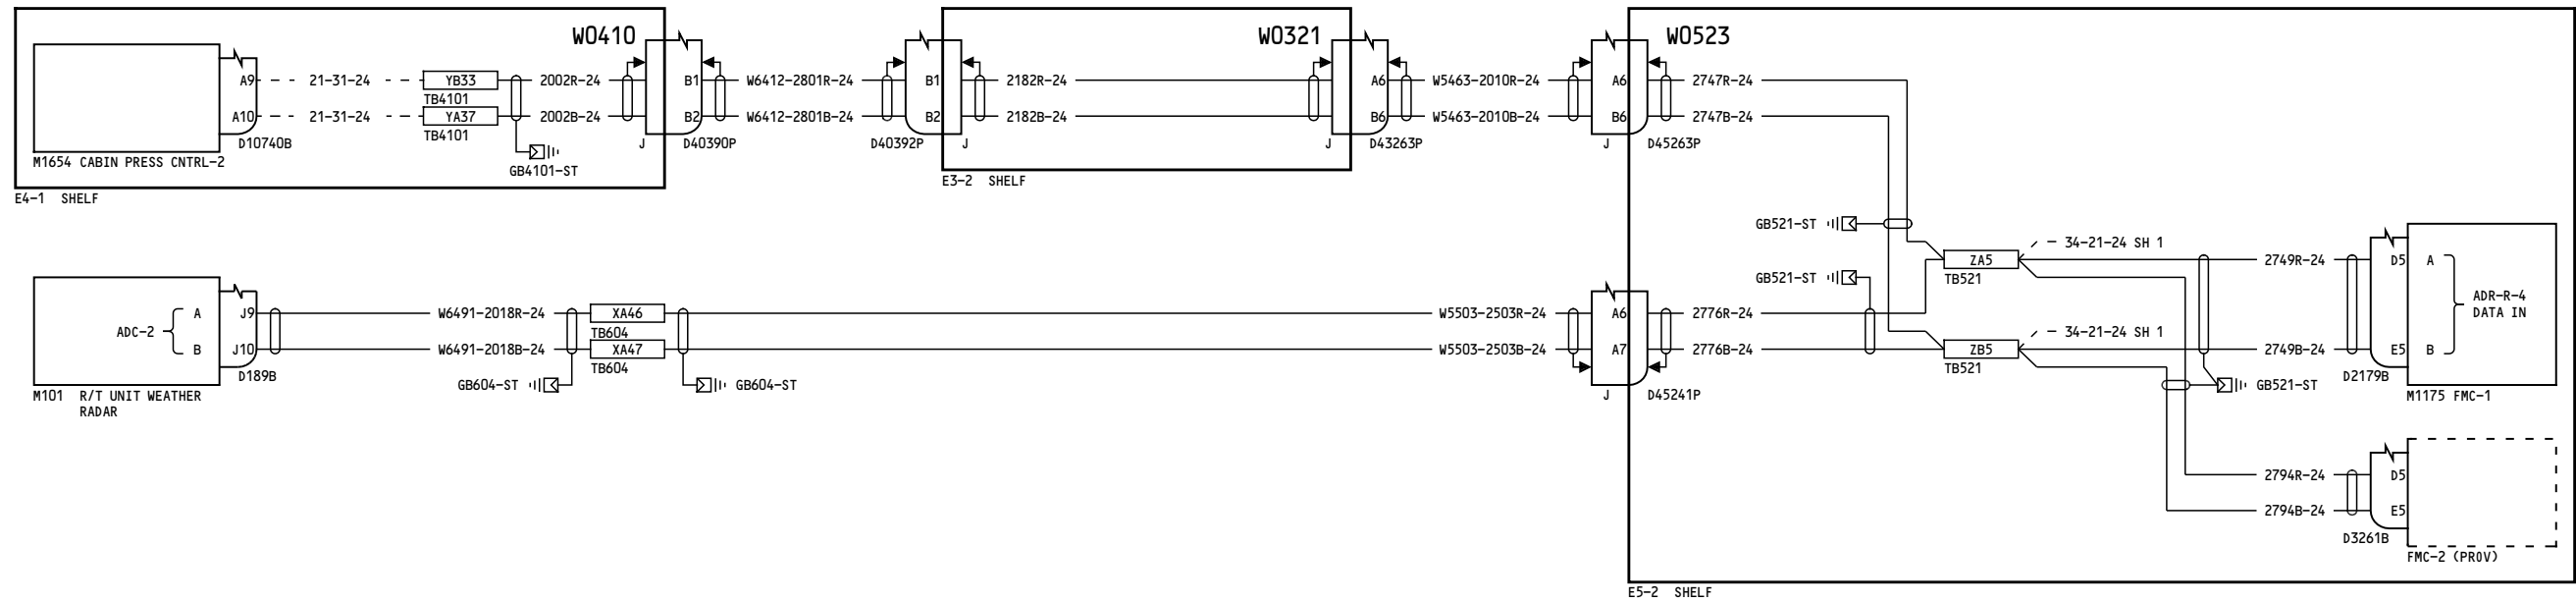 W0410
W0321
W0523
A9 21-31-24 YB33 2002R-24 B1 W6412-2801R-24 B1 2182R-24 A6 W5463-2010R-24 A6 2747R-24
TB4101
A10 21-31-24 YA37 2002B-24 B2 W6412-2801B-24 B2 2182B-24 B6 W5463-2010B-24 B6 2747B-24
TB4101
D10740B J D40390P D40392P J J D43263P J D45263P
M1654 CABIN PRESS CNTRL-2
GB4101-ST
E3-2 SHELF
E4-1 SHELF
GB521-ST
34-21-24 SH 1
ZA5 2749R-24 D5 A
GB521-ST TB521
ADR-R-4
DATA IN
A J9 W6491-2018R-24 XA46 W5503-2503R-24 A6 2776R-24
ADC-2 TB604 34-21-24 SH 1
B J10 W6491-2018B-24 XA47 W5503-2503B-24 A7 2776B-24 ZB5 2749B-24 E5 B
TB604 TB521
D189B D2179B
GB604-ST GB604-ST GB521-ST
M101 R/T UNIT WEATHER
RADAR
J D45241P M1175 FMC-1
2794R-24 D5
2794B-24 E5
D3261B
FMC-2 (PROV)
E5-2 SHELF